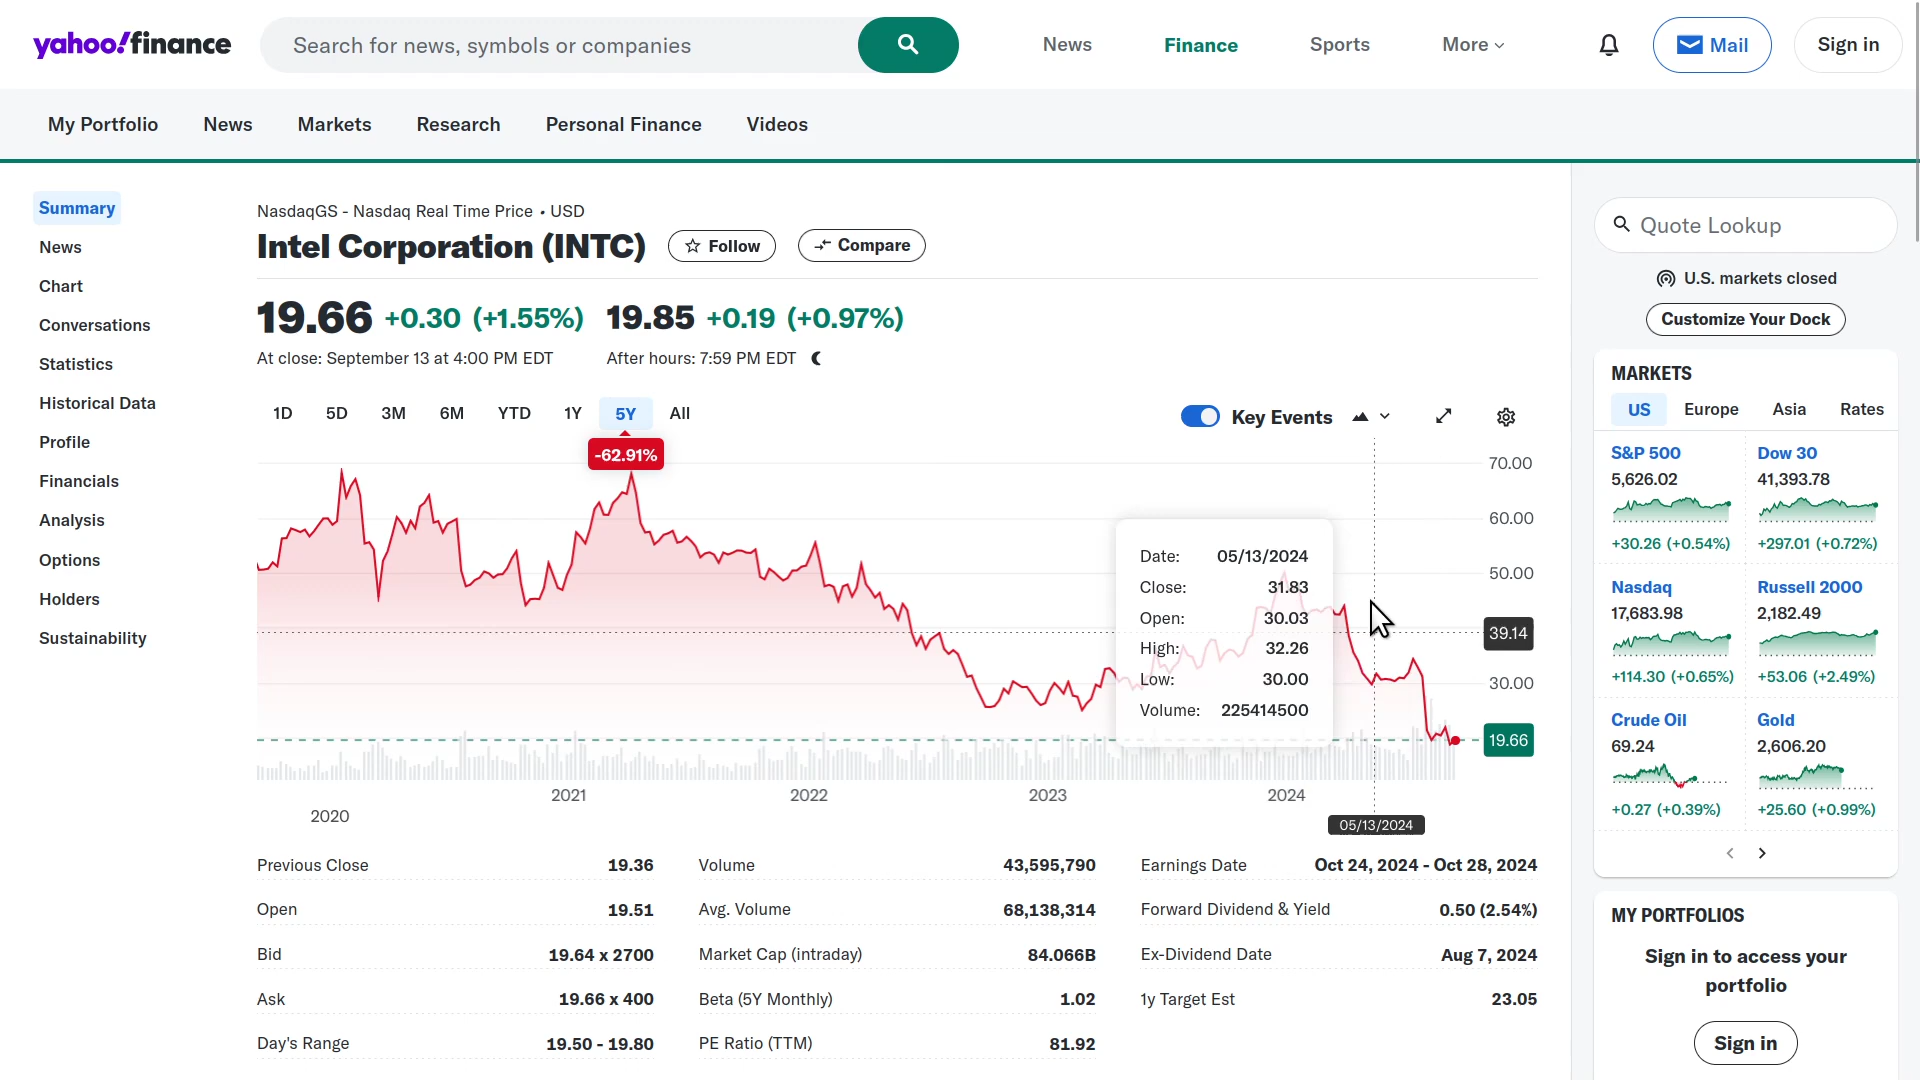 yahoo!finance
Search for news, symbols or companies
News
Finance
Sports
More
Mail
Sign in
My Portfolio
News
Markets
Research
Personal Finance
Videos
Summary
News
Chart
Conversations
Statistics
Historical Data
Profile
Financials
Analysis
Options
Holders
Sustainability
NasdaqGS - Nasdaq Real Time Price • USD
Intel Corporation (INTC)
Follow
Compare
19.66 +0.30 (+1.55%)
19.85 +0.19 (+0.97%)
At close: September 13 at 4:00 PM EDT
After hours: 7:59 PM EDT
1D
5D
3M
6M
YTD
1Y
5Y
All
-62.91%
Key Events
70.00
60.00
50.00
39.14
30.00
19.66
Date: 05/13/2024
Close: 31.83
Open: 30.03
High: 32.26
Low: 30.00
Volume: 225414500
2020
2021
2022
2023
2024
05/13/2024
Previous Close 19.36
Open 19.51
Bid 19.64 x 2700
Ask 19.66 x 400
Day's Range 19.50 - 19.80
Volume 43,595,790
Avg. Volume 68,138,314
Market Cap (intraday) 84.066B
Beta (5Y Monthly) 1.02
PE Ratio (TTM) 81.92
Earnings Date Oct 24, 2024 - Oct 28, 2024
Forward Dividend & Yield 0.50 (2.54%)
Ex-Dividend Date Aug 7, 2024
1y Target Est 23.05
Quote Lookup
U.S. markets closed
Customize Your Dock
MARKETS
US
Europe
Asia
Rates
S&P 500
5,626.02
+30.26 (+0.54%)
Dow 30
41,393.78
+297.01 (+0.72%)
Nasdaq
17,683.98
+114.30 (+0.65%)
Russell 2000
2,182.49
+53.06 (+2.49%)
Crude Oil
69.24
+0.27 (+0.39%)
Gold
2,606.20
+25.60 (+0.99%)
MY PORTFOLIOS
Sign in to access your
portfolio
Sign in